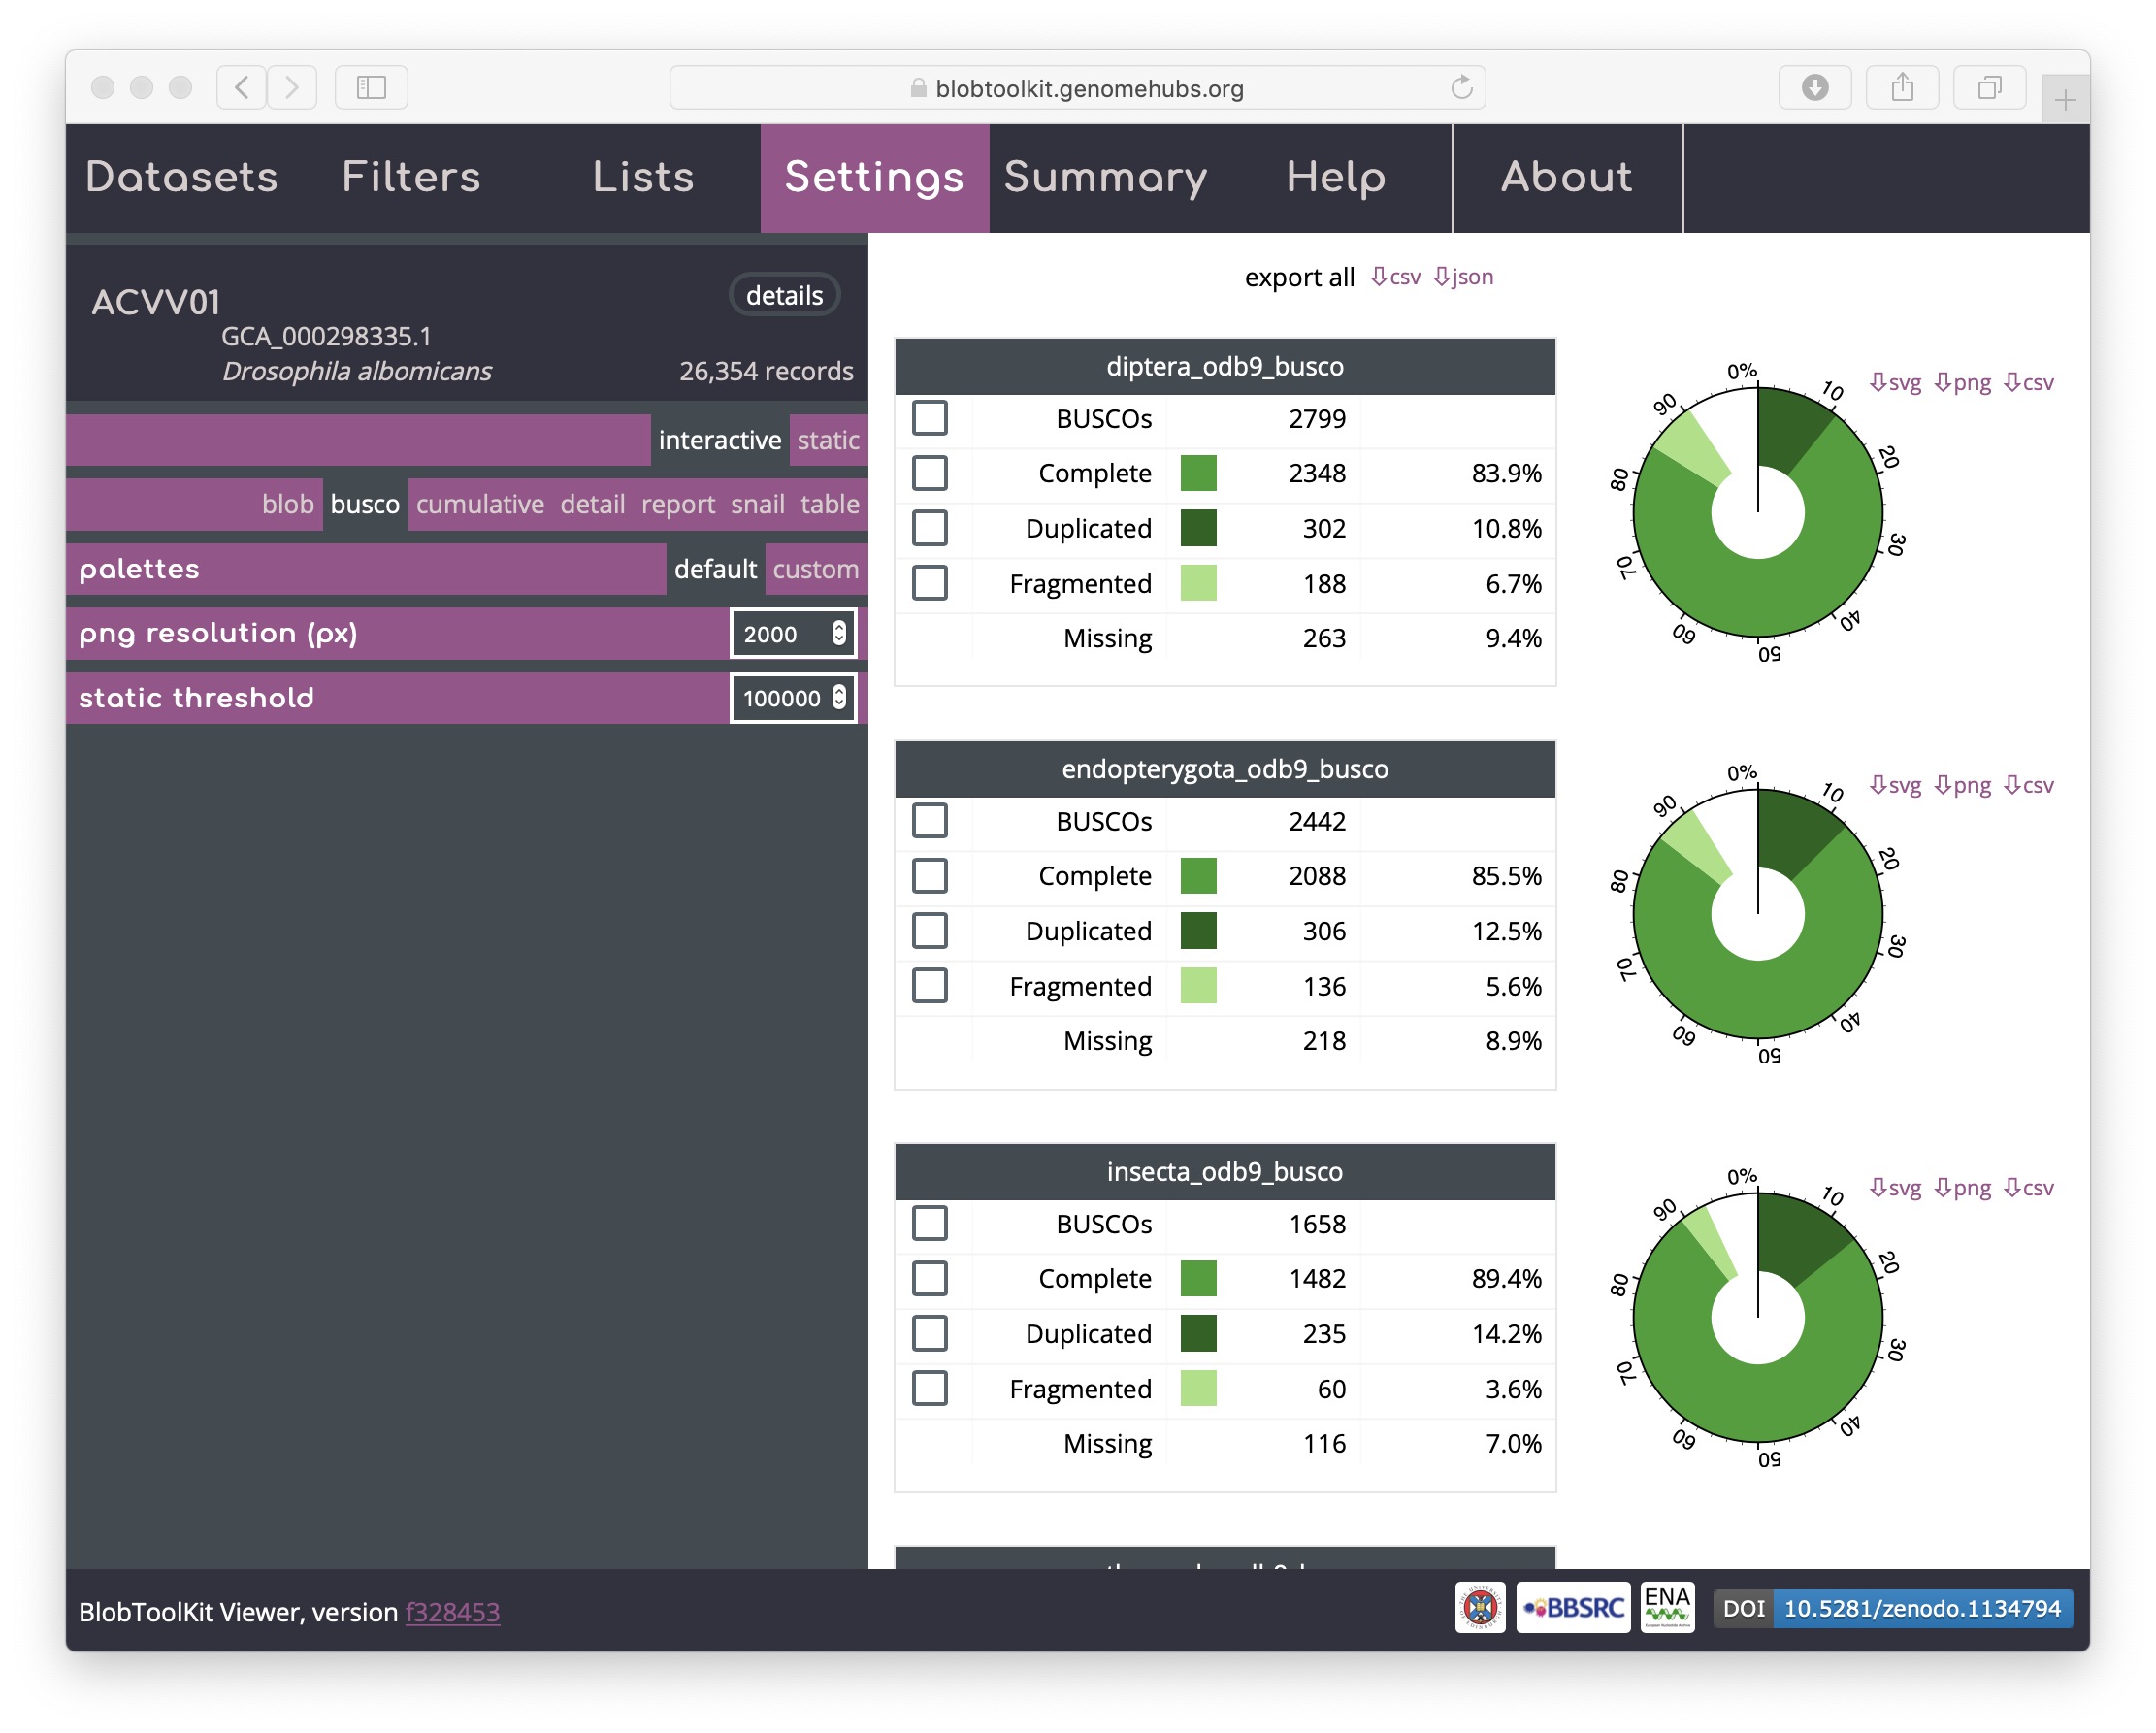 blobtoolkit.genomehubs.org
Datasets Filters Lists Settings Summary Help About
ACVV01 details
GCA_000298335.1
Drosophila albomicans 26,354 records
interactive static
blob busco cumulative detail report snail table
palettes default custom
png resolution (px) 2000
static threshold 100000
export all ⇩csv ⇩json
diptera_odb9_busco
BUSCOs 2799
Complete 2348 83.9%
Duplicated 302 10.8%
Fragmented 188 6.7%
Missing 263 9.4%
⇩svg ⇩png ⇩csv
0% 10 20 30 40 50 60 70 80 90
endopterygota_odb9_busco
BUSCOs 2442
Complete 2088 85.5%
Duplicated 306 12.5%
Fragmented 136 5.6%
Missing 218 8.9%
⇩svg ⇩png ⇩csv
0% 10 20 30 40 50 60 70 80 90
insecta_odb9_busco
BUSCOs 1658
Complete 1482 89.4%
Duplicated 235 14.2%
Fragmented 60 3.6%
Missing 116 7.0%
⇩svg ⇩png ⇩csv
0% 10 20 30 40 50 60 70 80 90
BlobToolKit Viewer, version f328453
BBSRC
ENA
DOI 10.5281/zenodo.1134794